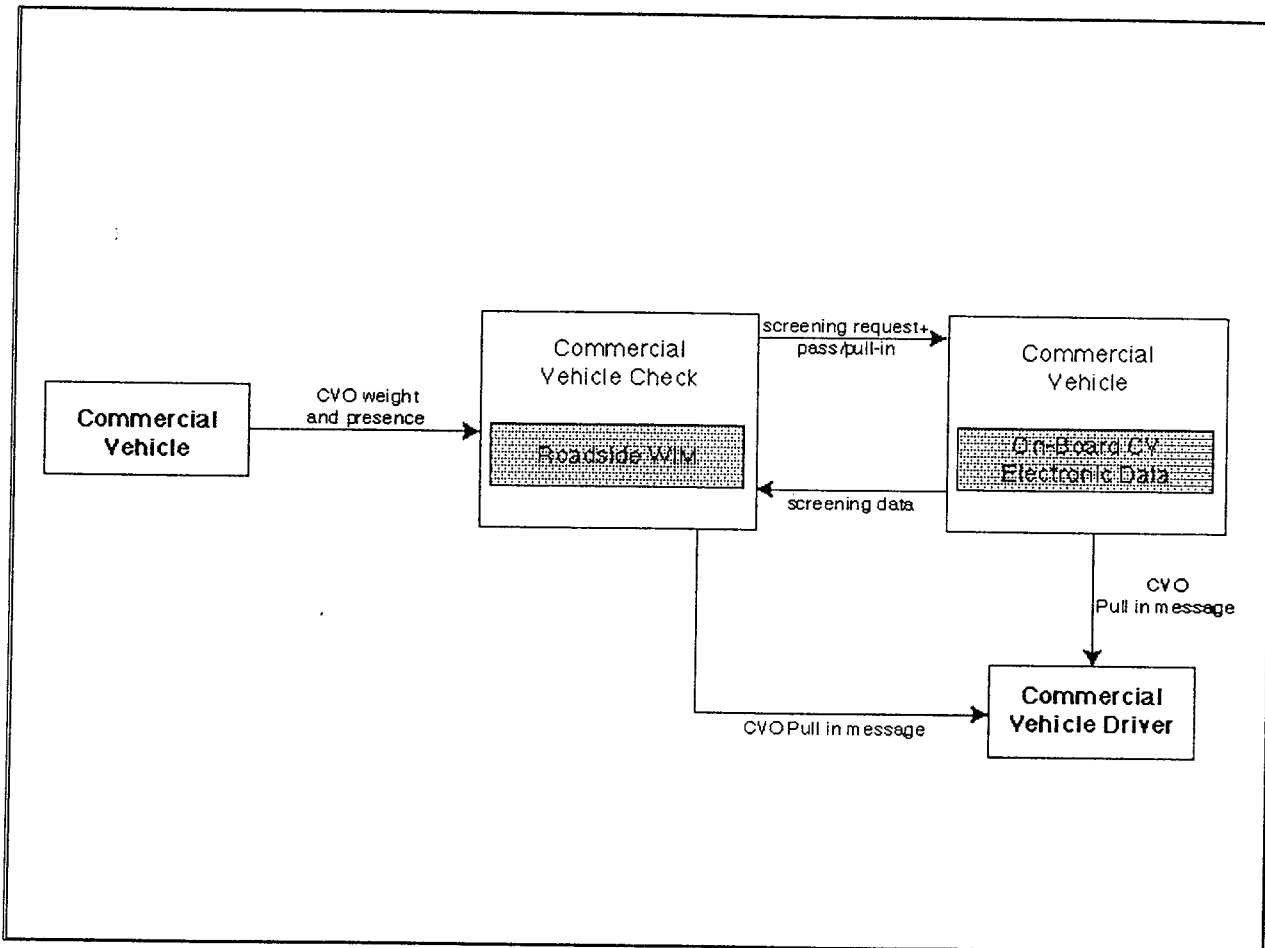 Commercial
Vehicle
CVO weight
and presence
Commercial
Vehicle Check
Roadside WIM
screening request+
pass/pull-in
screening data
Commercial
Vehicle
On-Board CV
Electronic Data
CVO
Pull in message
CVO Pull in message
Commercial
Vehicle Driver